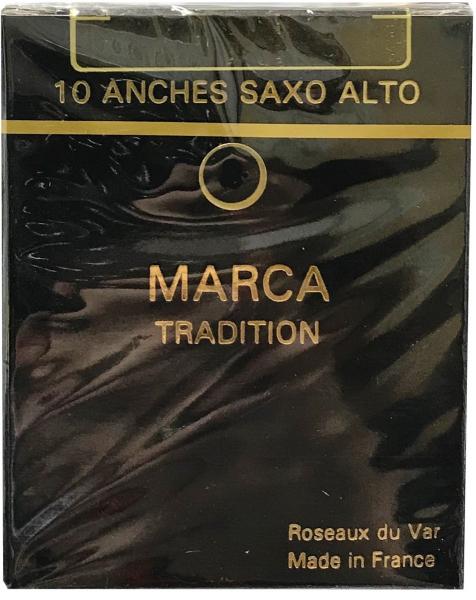 10 ANCHES SAXO ALTO
MARCA
TRADITION
Roseaux du Var
Made in France